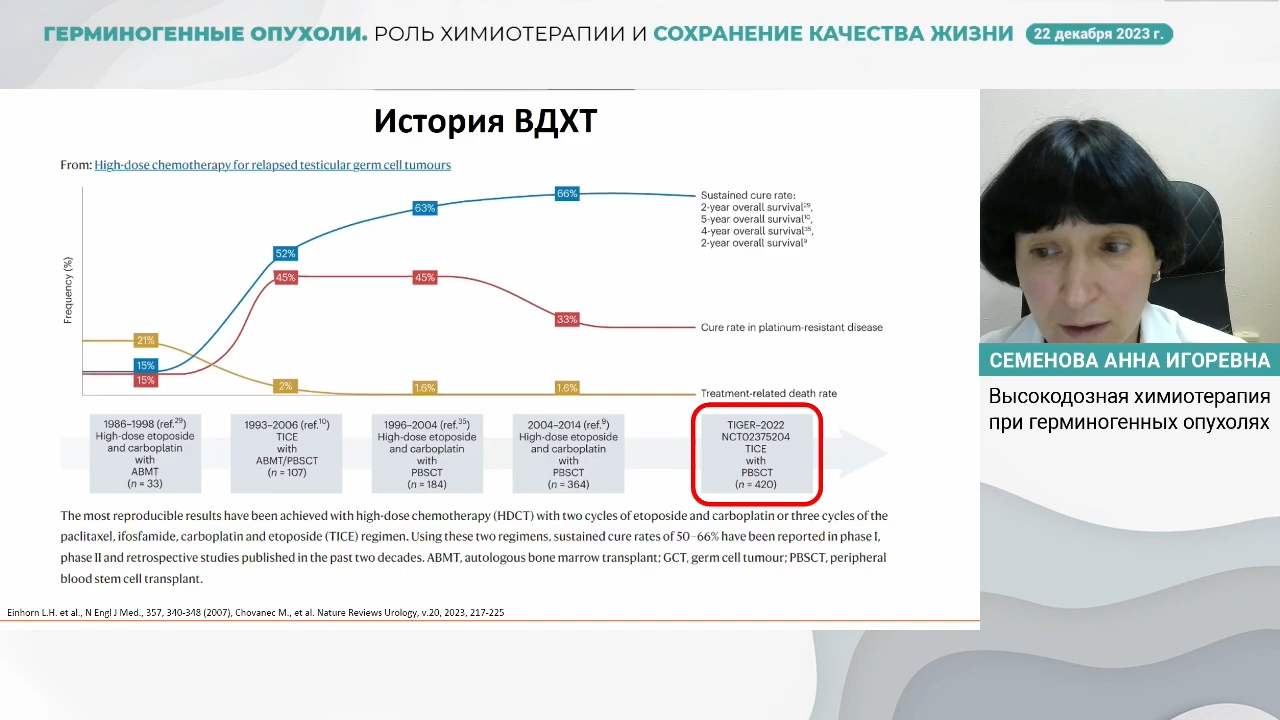 ГЕРМИНОГЕННЫЕ ОПУХОЛИ. РОЛЬ ХИМИОТЕРАПИИ И СОХРАНЕНИЕ КАЧЕСТВА ЖИЗНИ 22 декабря 2023 г.
История ВДХТ
From: High-dose chemotherapy for relapsed testicular germ cell tumours
Frequency (%)
21%
15%
15%
52%
45%
2%
63%
45%
1.6%
66%
33%
1.6%
Sustained cure rate:
2-year overall survival²⁹,
5-year overall survival¹⁰,
4-year overall survival³⁵,
2-year overall survival⁹
Cure rate in platinum-resistant disease
Treatment-related death rate
1986–1998 (ref.²⁹)
High-dose etoposide
and carboplatin
with
ABMT
(n = 33)
1993–2006 (ref.¹⁰)
TICE
with
ABMT/PBSCT
(n = 107)
1996–2004 (ref.³⁵)
High-dose etoposide
and carboplatin
with
PBSCT
(n = 184)
2004–2014 (ref.⁹)
High-dose etoposide
and carboplatin
with
PBSCT
(n = 364)
TIGER–2022
NCT02375204
TICE
with
PBSCT
(n = 420)
The most reproducible results have been achieved with high-dose chemotherapy (HDCT) with two cycles of etoposide and carboplatin or three cycles of the
paclitaxel, ifosfamide, carboplatin and etoposide (TICE) regimen. Using these two regimens, sustained cure rates of 50–66% have been reported in phase I,
phase II and retrospective studies published in the past two decades. ABMT, autologous bone marrow transplant; GCT, germ cell tumour; PBSCT, peripheral
blood stem cell transplant.
Einhorn L.H. et al., N Engl J Med., 357, 340-348 (2007), Chovanec M., et al. Nature Reviews Urology, v.20, 2023, 217-225
СЕМЕНОВА АННА ИГОРЕВНА
Высокодозная химиотерапия
при герминогенных опухолях